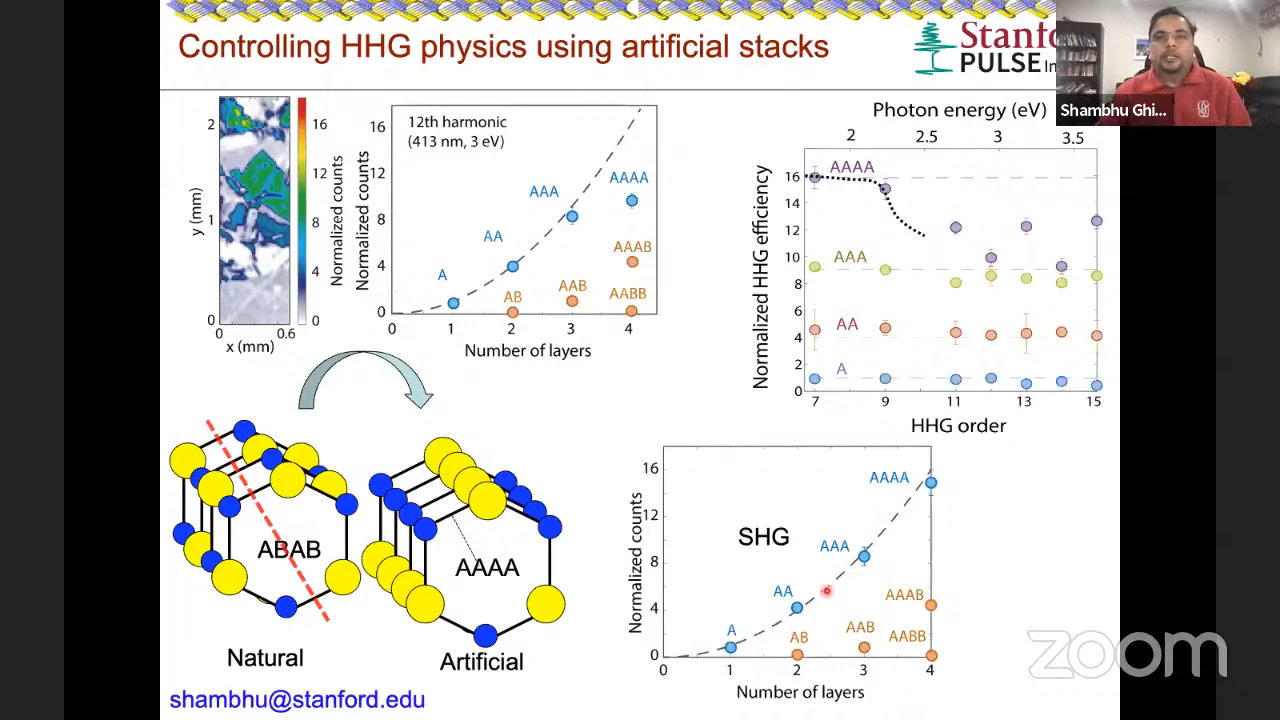 Controlling HHG physics using artificial stacks
Stanf
PULSE In
Shambhu Ghi...
2
1
0
0
0.6
y (mm)
x (mm)
16
12
8
4
0
Normalized counts
Normalized counts
16
12
8
4
0
12th harmonic
(413 nm, 3 eV)
A
AA
AAA
AAAA
AB
AAB
AAAB
AABB
0
1
2
3
4
Number of layers
Photon energy (eV)
2
2.5
3
3.5
Normalized HHG efficiency
16
14
12
10
8
6
4
2
0
AAAA
AAA
AA
A
7
9
11
13
15
HHG order
ABAB
Natural
AAAA
Artificial
Normalized counts
16
12
8
4
0
SHG
A
AA
AAA
AAAA
AB
AAB
AAAB
AABB
0
1
2
3
4
Number of layers
shambhu@stanford.edu
zoom